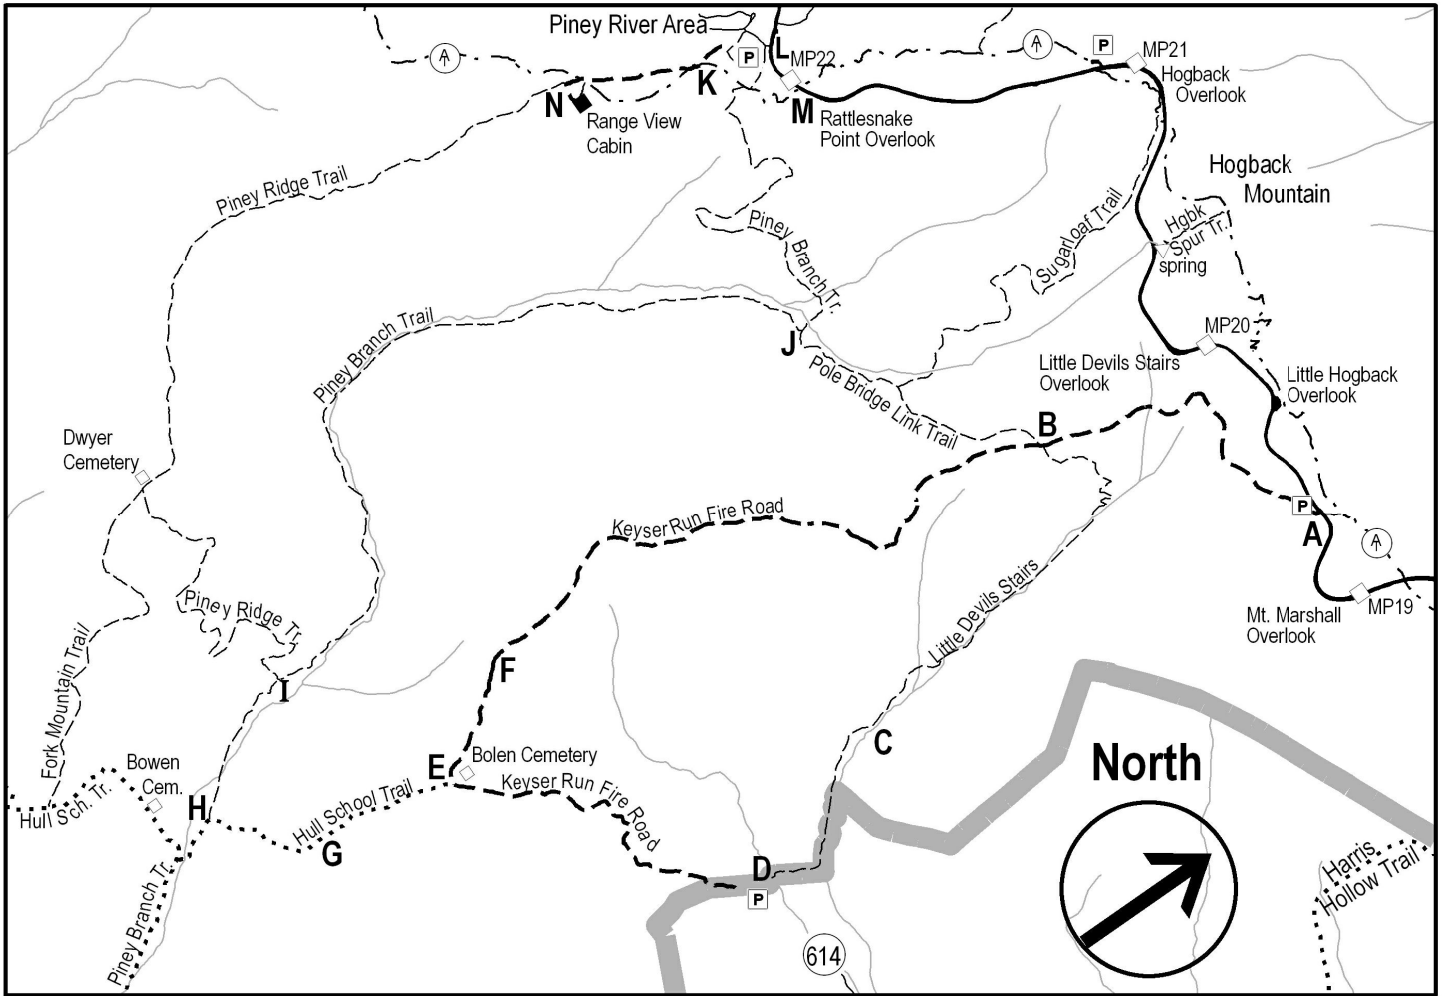 Piney River Area
P
L
MP22
A
A
P
MP21
Hogback
Overlook
N
K
M
Range View
Cabin
Rattlesnake
Point Overlook
Piney Ridge Trail
Hogback
Mountain
Piney Branch Tr.
Sugarloaf Trail
Hgbk
Spur Tr.
spring
Piney Branch Trail
J
MP20
Pole Bridge Link Trail
Little Devils Stairs
Overlook
Little Hogback
Overlook
B
Dwyer
Cemetery
Keyser Run Fire Road
P
A
A
Little Devils Stairs
Mt. Marshall
Overlook
MP19
Piney Ridge Tr.
Fork Mountain Trail
I
F
C
E
Bolen Cemetery
Keyser Run Fire Road
North
Bowen
Cem.
Hull Sch. Tr.
H
Hull School Trail
G
D
P
Harris
Hollow Trail
Piney Branch Tr.
614